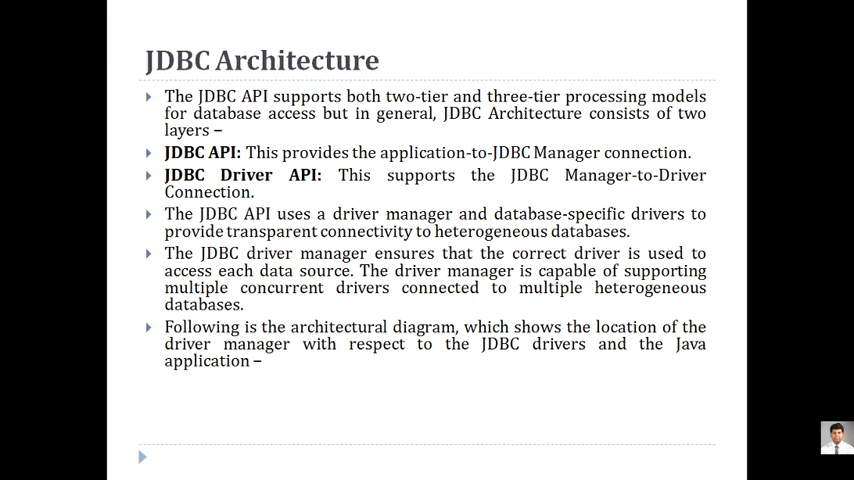 JDBC Architecture
The JDBC API supports both two-tier and three-tier processing models
for database access but in general, JDBC Architecture consists of two
layers −
JDBC API: This provides the application-to-JDBC Manager connection.
JDBC Driver API: This supports the JDBC Manager-to-Driver
Connection.
The JDBC API uses a driver manager and database-specific drivers to
provide transparent connectivity to heterogeneous databases.
The JDBC driver manager ensures that the correct driver is used to
access each data source. The driver manager is capable of supporting
multiple concurrent drivers connected to multiple heterogeneous
databases.
Following is the architectural diagram, which shows the location of the
driver manager with respect to the JDBC drivers and the Java
application −